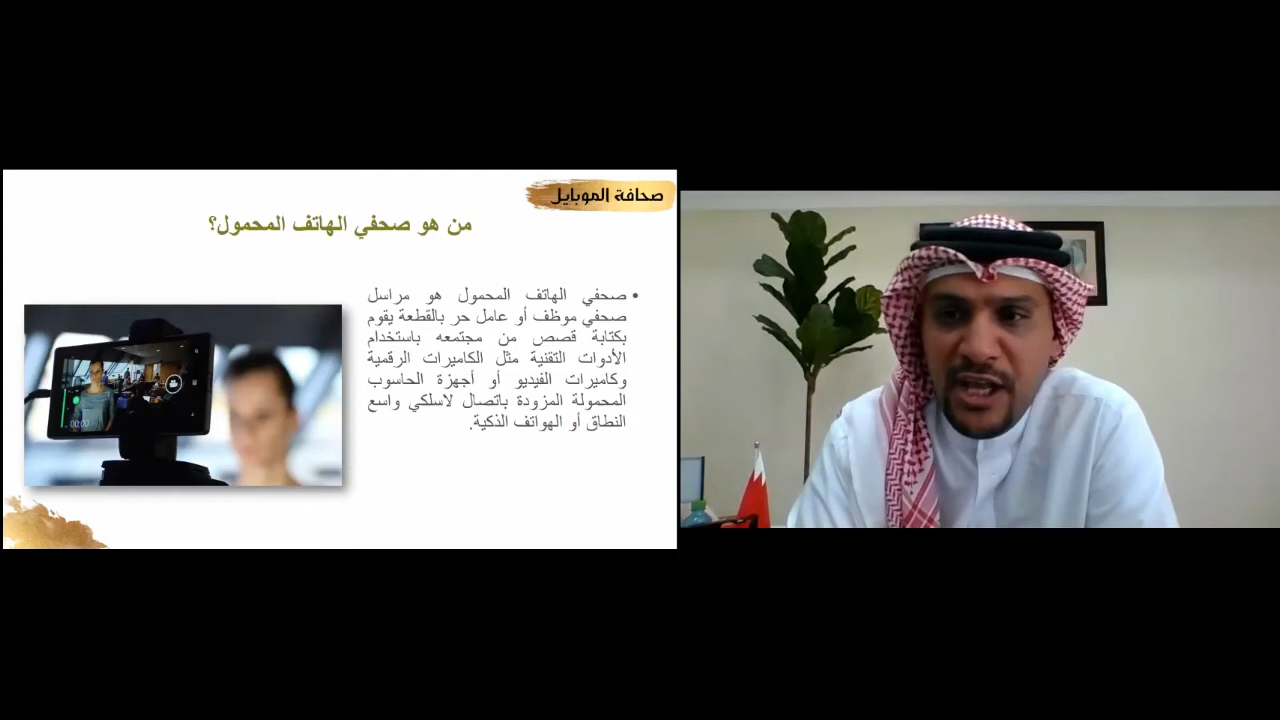 صحافة الموبايل
من هو صحفي الهاتف المحمول؟
• صحفي الهاتف المحمول هو مراسل
صحفي موظف أو عامل حر بالقطعة يقوم
بكتابة قصص من مجتمعه باستخدام
الأدوات التقنية مثل الكاميرات الرقمية
وكاميرات الفيديو أو أجهزة الحاسوب
المحمولة المزودة باتصال لاسلكي واسع
النطاق أو الهواتف الذكية.
00:00